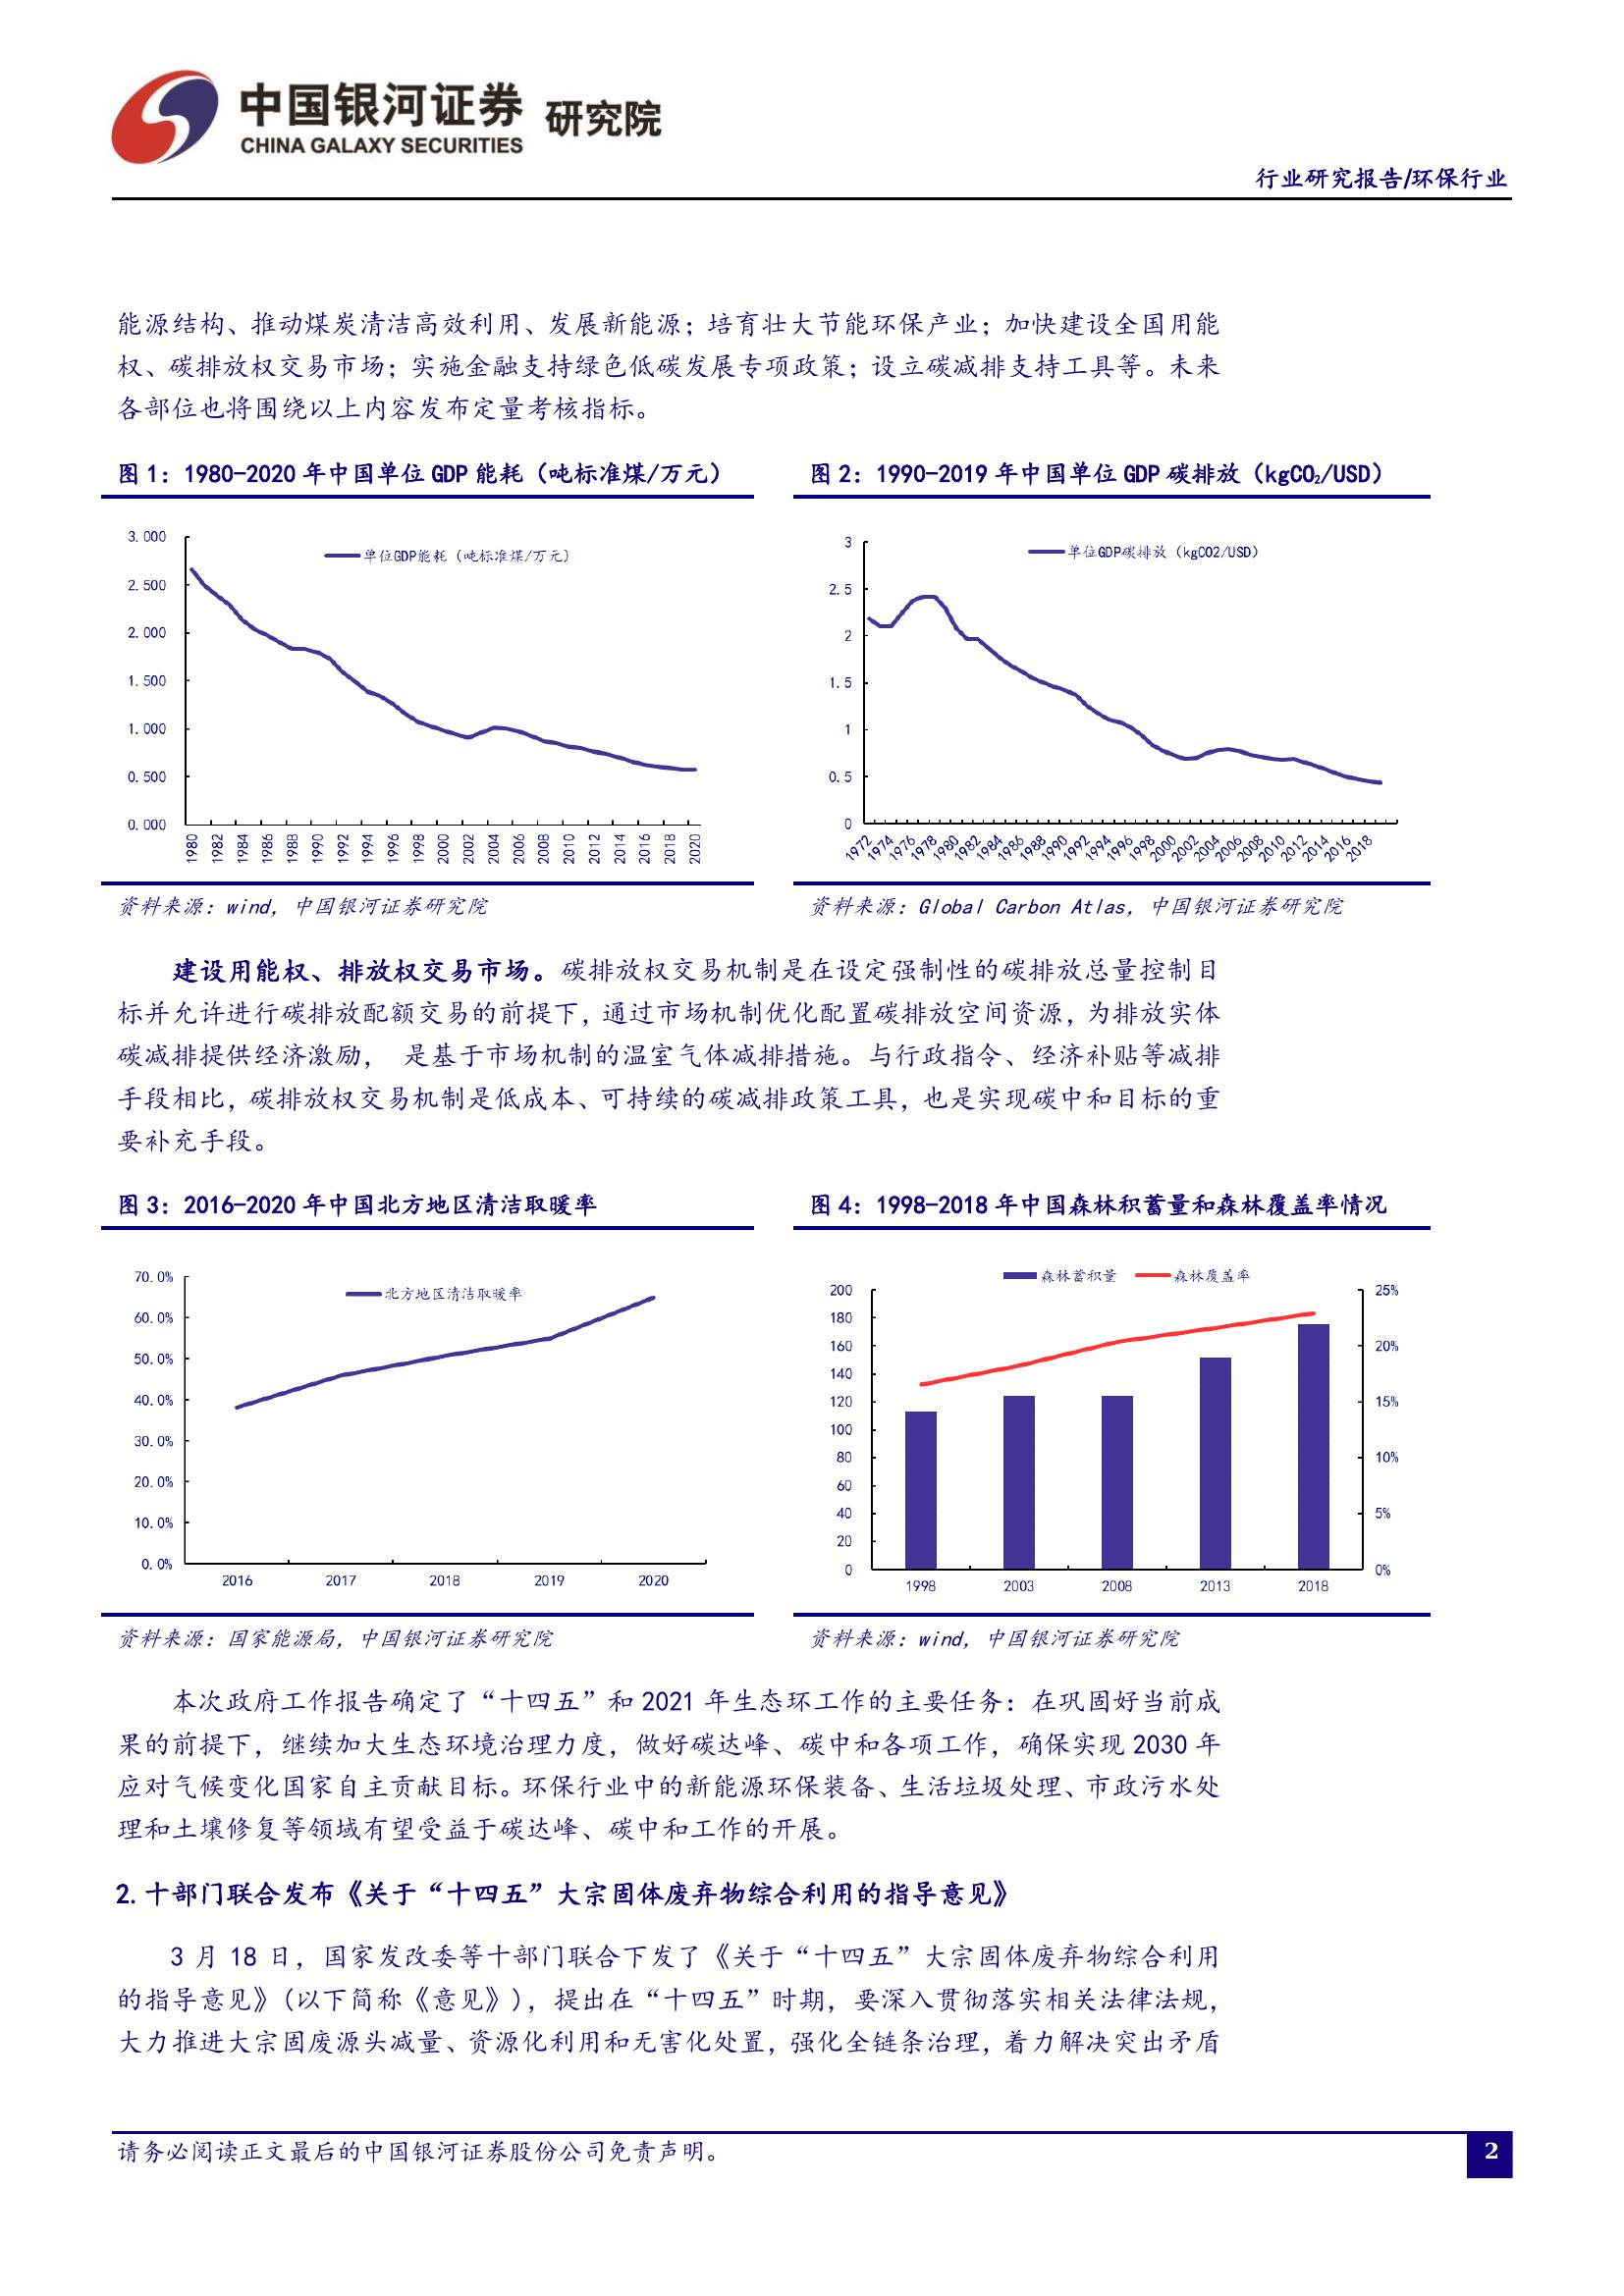 中国银河证券 研究院
CHINA GALAXY SECURITIES
行业研究报告/环保行业
能源结构、推动煤炭清洁高效利用、发展新能源；培育壮大节能环保产业；加快建设全国用能
权、碳排放权交易市场；实施金融支持绿色低碳发展专项政策；设立碳减排支持工具等。未来
各部位也将围绕以上内容发布定量考核指标。
图 1：1980-2020 年中国单位 GDP 能耗（吨标准煤/万元）
3.000
2.500
2.000
1.500
1.000
0.500
0.000
单位GDP能耗（吨标准煤/万元）
1980 1982 1984 1986 1988 1990 1992 1994 1996 1998 2000 2002 2004 2006 2008 2010 2012 2014 2016 2018 2020
资料来源：wind, 中国银河证券研究院
图 2：1990-2019 年中国单位 GDP 碳排放（kgCO₂/USD）
3
2.5
2
1.5
1
0.5
0
单位GDP碳排放（kgCO2/USD）
1972 1974 1976 1978 1980 1982 1984 1986 1988 1990 1992 1994 1996 1998 2000 2002 2004 2006 2008 2010 2012 2014 2016 2018
资料来源：Global Carbon Atlas, 中国银河证券研究院
建设用能权、排放权交易市场。碳排放权交易机制是在设定强制性的碳排放总量控制目
标并允许进行碳排放配额交易的前提下，通过市场机制优化配置碳排放空间资源，为排放实体
碳减排提供经济激励， 是基于市场机制的温室气体减排措施。与行政指令、经济补贴等减排
手段相比，碳排放权交易机制是低成本、可持续的碳减排政策工具，也是实现碳中和目标的重
要补充手段。
图 3：2016-2020 年中国北方地区清洁取暖率
70.0%
60.0%
50.0%
40.0%
30.0%
20.0%
10.0%
0.0%
北方地区清洁取暖率
2016 2017 2018 2019 2020
资料来源：国家能源局, 中国银河证券研究院
图 4：1998-2018 年中国森林积蓄量和森林覆盖率情况
森林蓄积量 森林覆盖率
200
180
160
140
120
100
80
60
40
20
0
25%
20%
15%
10%
5%
0%
1998 2003 2008 2013 2018
资料来源：wind, 中国银河证券研究院
本次政府工作报告确定了“十四五”和 2021 年生态环工作的主要任务：在巩固好当前成
果的前提下，继续加大生态环境治理力度，做好碳达峰、碳中和各项工作，确保实现 2030 年
应对气候变化国家自主贡献目标。环保行业中的新能源环保装备、生活垃圾处理、市政污水处
理和土壤修复等领域有望受益于碳达峰、碳中和工作的开展。
2.十部门联合发布《关于“十四五”大宗固体废弃物综合利用的指导意见》
3 月 18 日，国家发改委等十部门联合下发了《关于“十四五”大宗固体废弃物综合利用
的指导意见》(以下简称《意见》)，提出在“十四五”时期，要深入贯彻落实相关法律法规，
大力推进大宗固废源头减量、资源化利用和无害化处置，强化全链条治理，着力解决突出矛盾
请务必阅读正文最后的中国银河证券股份公司免责声明。
2